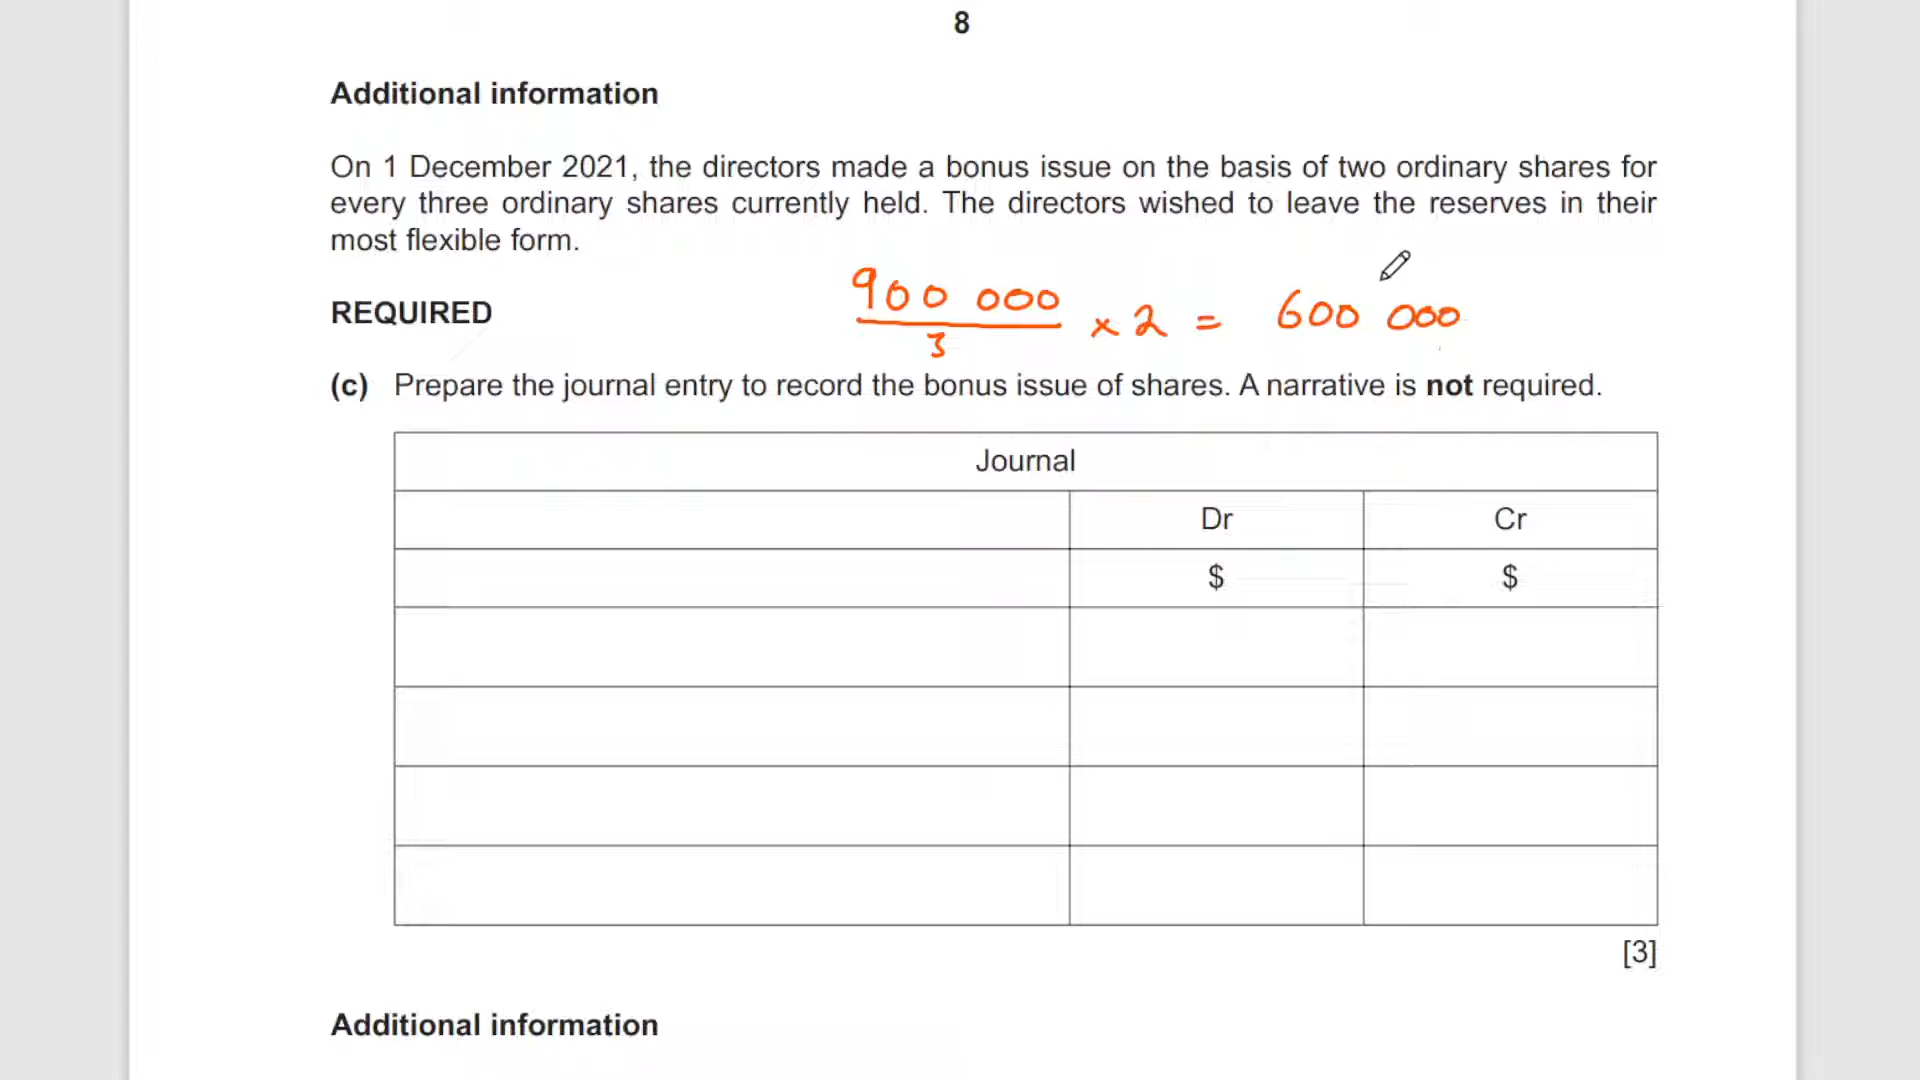 8
Additional information
On 1 December 2021, the directors made a bonus issue on the basis of two ordinary shares for
every three ordinary shares currently held. The directors wished to leave the reserves in their
most flexible form.
900 000
3
× 2 = 600 000
REQUIRED
(c) Prepare the journal entry to record the bonus issue of shares. A narrative is not required.
Journal
Dr Cr
$ $
[3]
Additional information